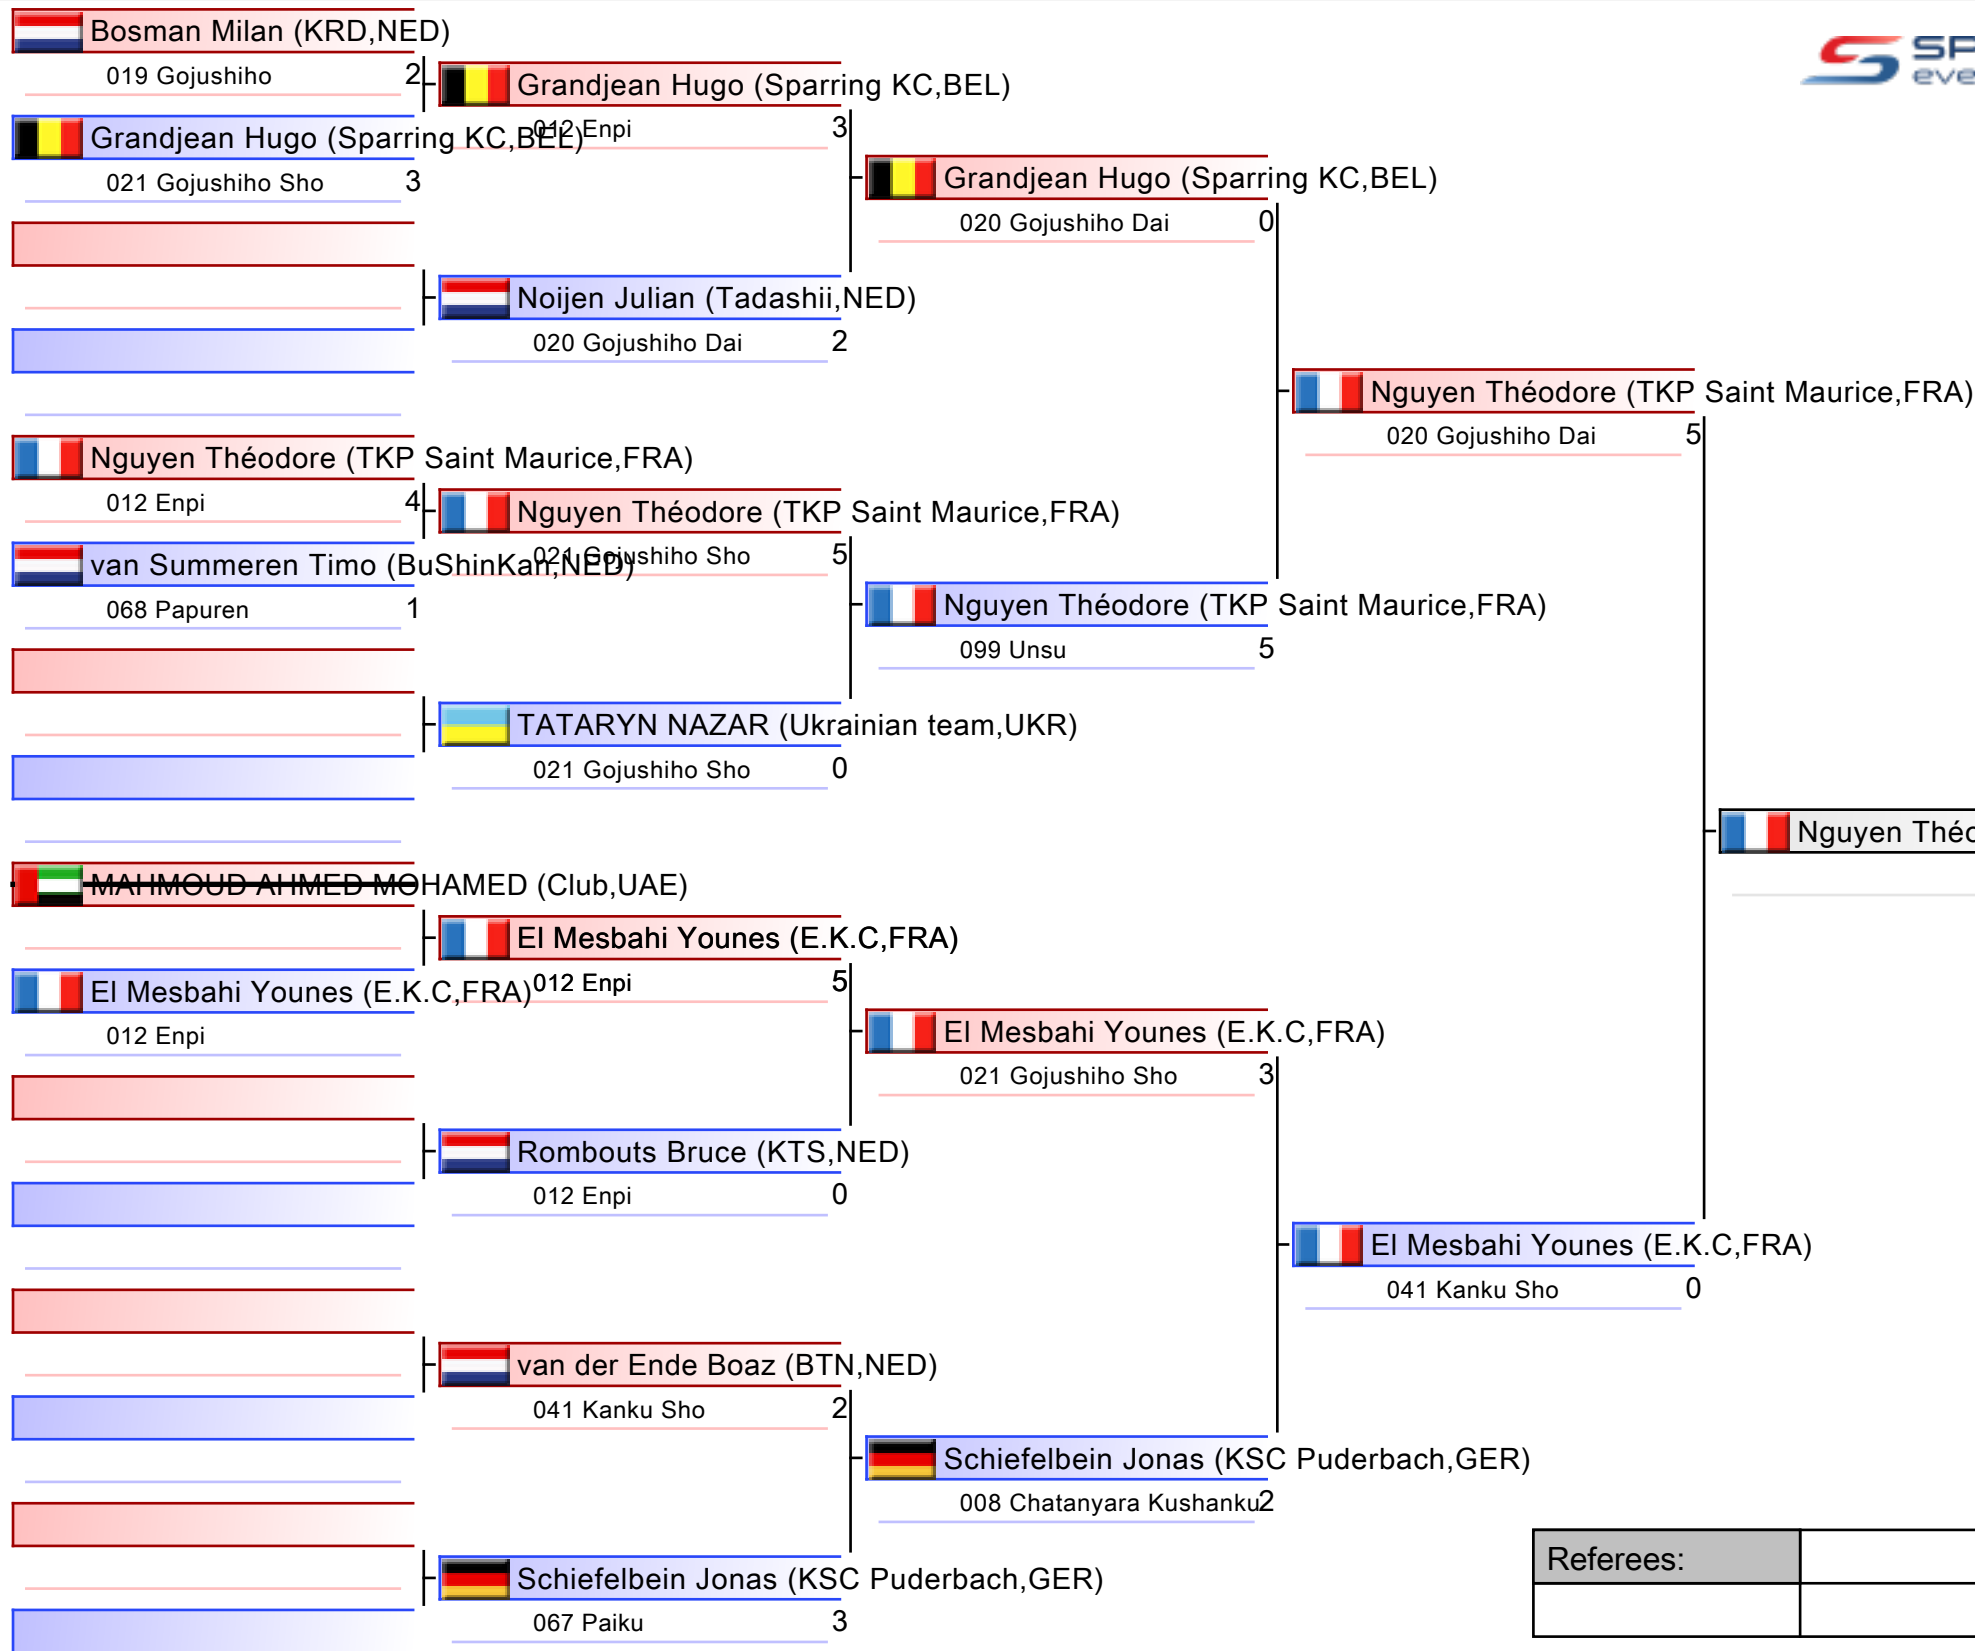 Bosman Milan (KRD,NED)
019 Gojushiho 2
Grandjean Hugo (Sparring KC,BEL)
021 Gojushiho Sho 3
Nguyen Théodore (TKP Saint Maurice,FRA)
012 Enpi 4
van Summeren Timo (BuShinKan,NED)
068 Papuren 1
MAHMOUD AHMED MOHAMED (Club,UAE)
El Mesbahi Younes (E.K.C,FRA)
012 Enpi
Grandjean Hugo (Sparring KC,BEL)
012 Enpi 3
Noijen Julian (Tadashii,NED)
020 Gojushiho Dai 2
Nguyen Théodore (TKP Saint Maurice,FRA)
021 Gojushiho Sho 5
TATARYN NAZAR (Ukrainian team,UKR)
021 Gojushiho Sho 0
El Mesbahi Younes (E.K.C,FRA)
012 Enpi 5
Rombouts Bruce (KTS,NED)
012 Enpi 0
van der Ende Boaz (BTN,NED)
041 Kanku Sho 2
Schiefelbein Jonas (KSC Puderbach,GER)
067 Paiku 3
Grandjean Hugo (Sparring KC,BEL)
020 Gojushiho Dai 0
Nguyen Théodore (TKP Saint Maurice,FRA)
099 Unsu 5
El Mesbahi Younes (E.K.C,FRA)
021 Gojushiho Sho 3
Schiefelbein Jonas (KSC Puderbach,GER)
008 Chatanyara Kushanku 2
Nguyen Théodore (TKP Saint Maurice,FRA)
020 Gojushiho Dai 5
El Mesbahi Younes (E.K.C,FRA)
041 Kanku Sho 0
Nguyen
Referees: